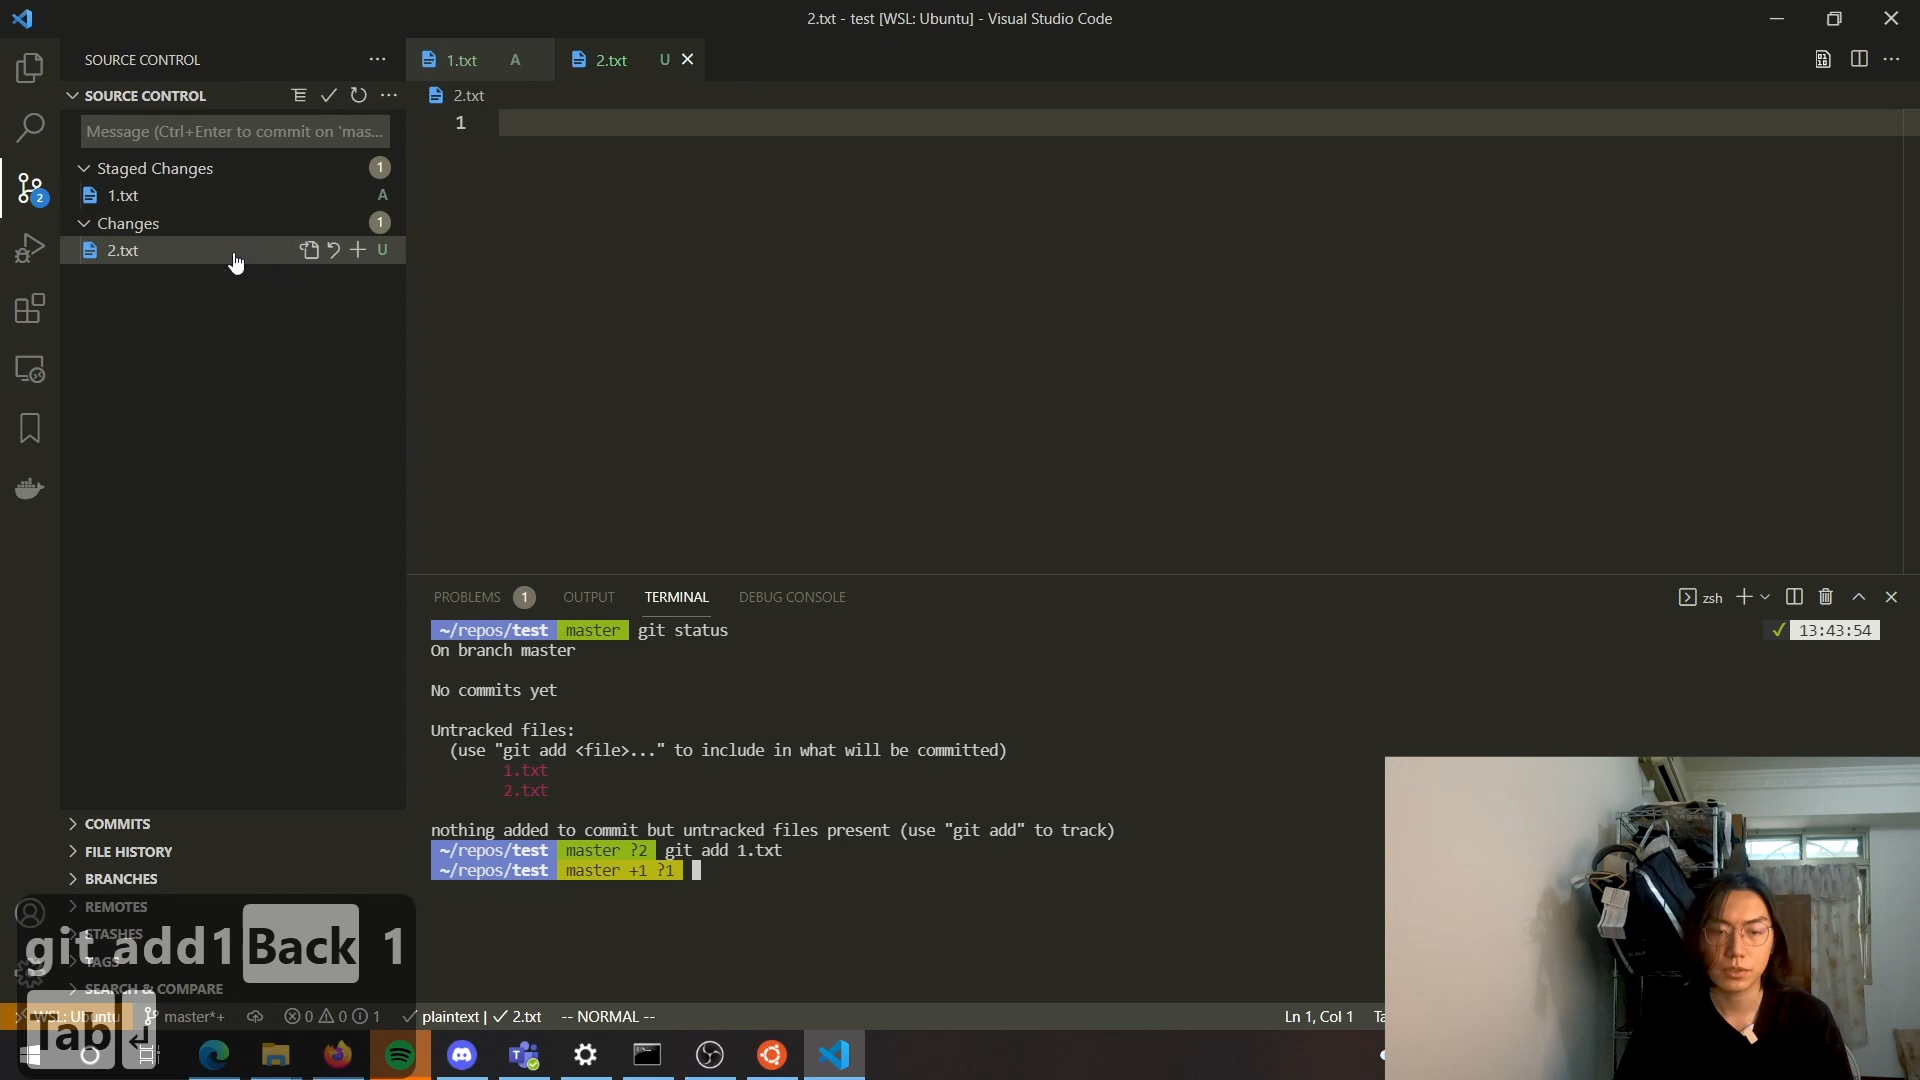 2.txt - test [WSL: Ubuntu] - Visual Studio Code
SOURCE CONTROL
1.txt A
2.txt U
SOURCE CONTROL
2.txt
Message (Ctrl+Enter to commit on 'mas...
1
Staged Changes 1
1.txt A
Changes 1
2.txt U
2
PROBLEMS 1 OUTPUT TERMINAL DEBUG CONSOLE
zsh
~/repos/test master git status
13:43:54
On branch master
No commits yet
Untracked files:
(use "git add <file>..." to include in what will be committed)
1.txt
2.txt
nothing added to commit but untracked files present (use "git add" to track)
~/repos/test master ?2 git add 1.txt
~/repos/test master +1 ?1
COMMITS
FILE HISTORY
BRANCHES
REMOTES
STASHES
TAGS
SEARCH & COMPARE
git add1 Back 1
Tab ↵
WSL: Ubuntu master*+ 0 0 1 plaintext | 2.txt -- NORMAL -- Ln 1, Col 1